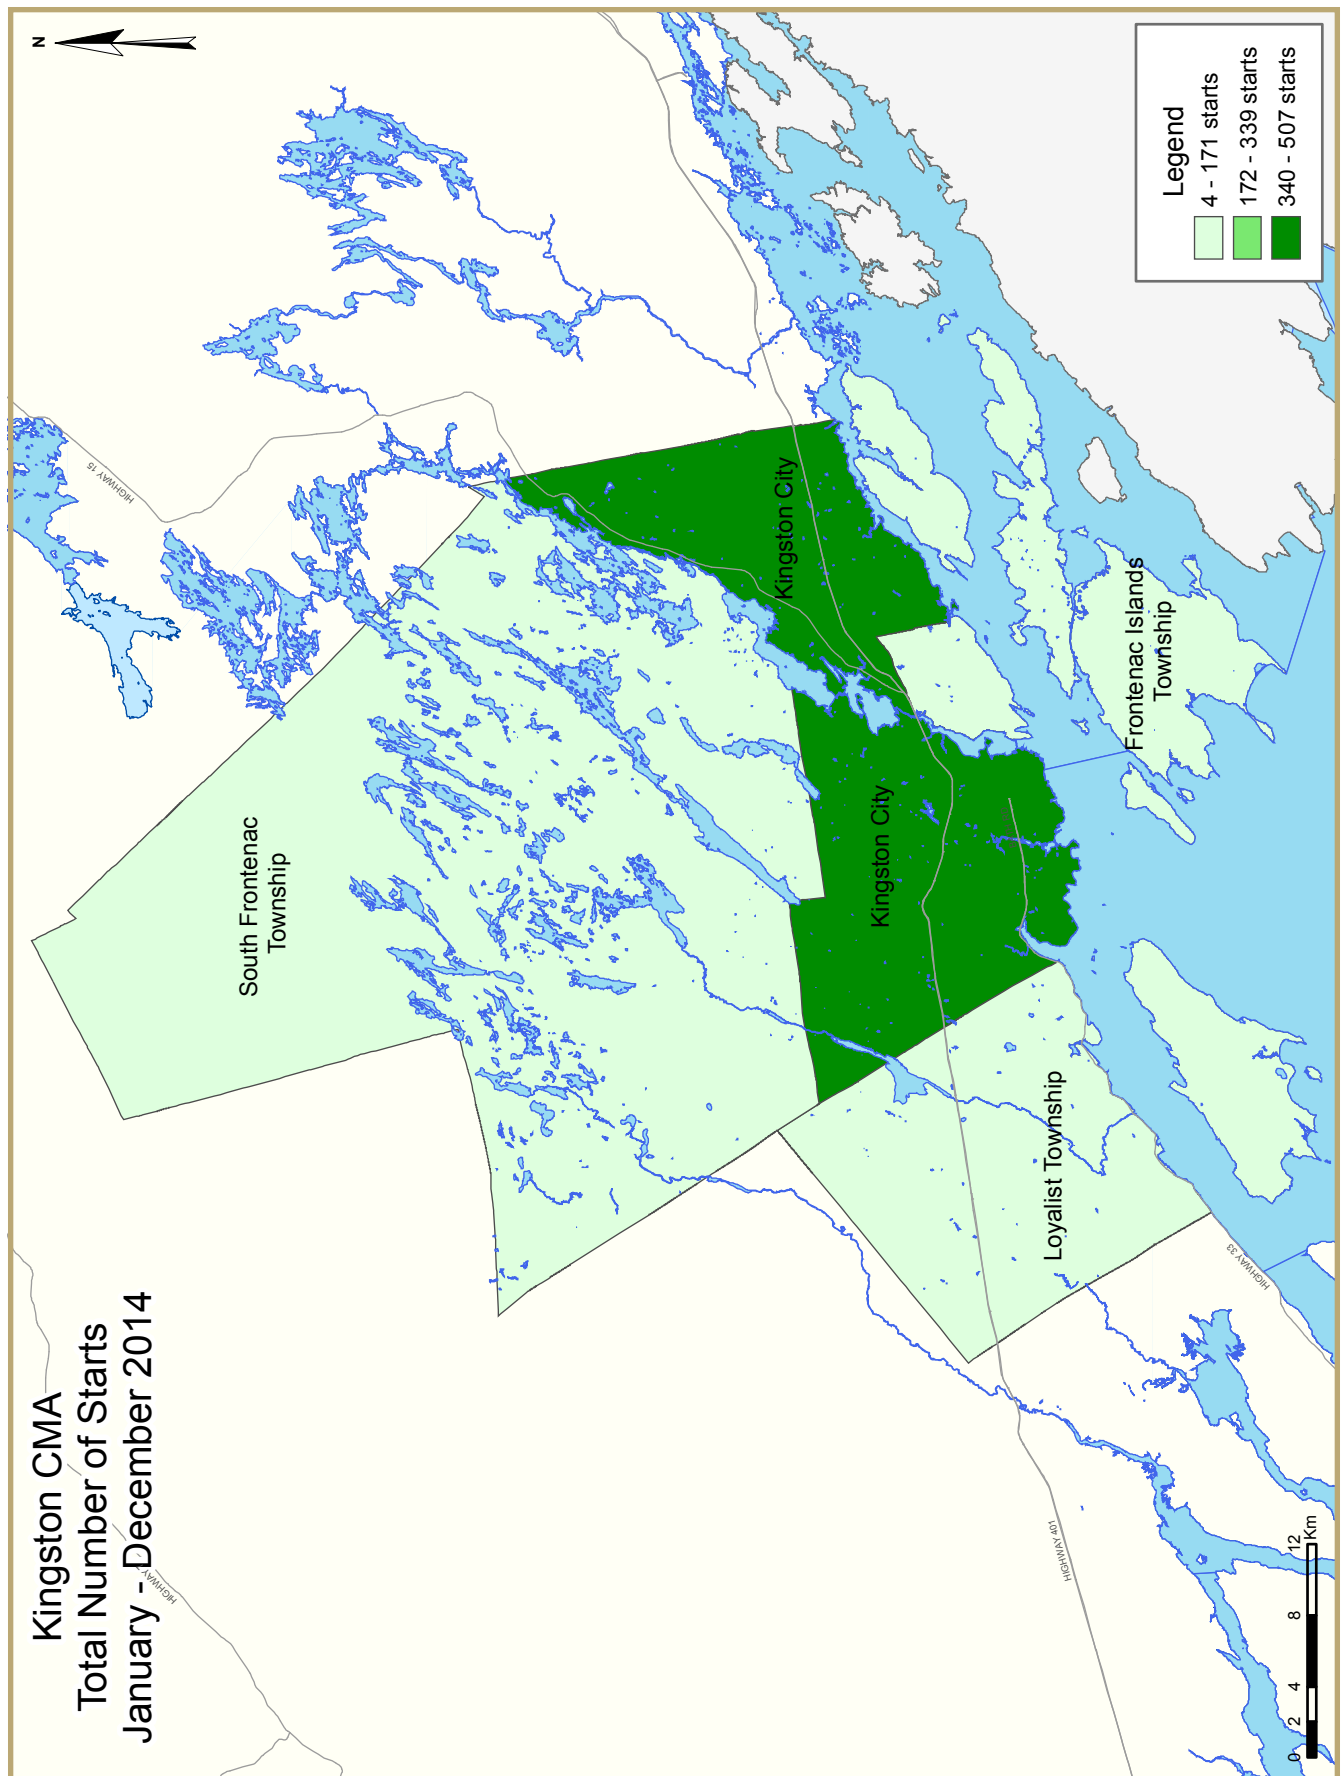 Kingston CMA
Total Number of Starts
January - December 2014
N
HIGHWAY 15
HIGHWAY
South Frontenac
Township
Kingston City
Kingston City
Frontenac Islands
Township
Loyalist Township
HIGHWAY 33
HIGHWAY 401
Legend
4 - 171 starts
172 - 339 starts
340 - 507 starts
0 2 4 8 12
Km